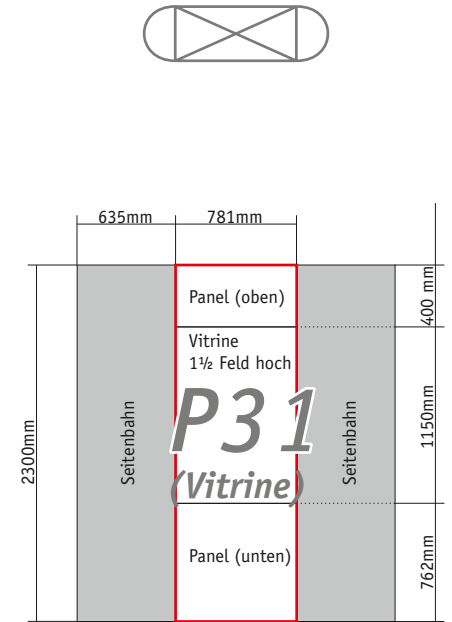 635mm
781mm
Panel (oben)
400 mm
Vitrine
1½ Feld hoch
P31
(Vitrine)
2300mm
Seitenbahn
Seitenbahn
1150mm
Panel (unten)
762mm